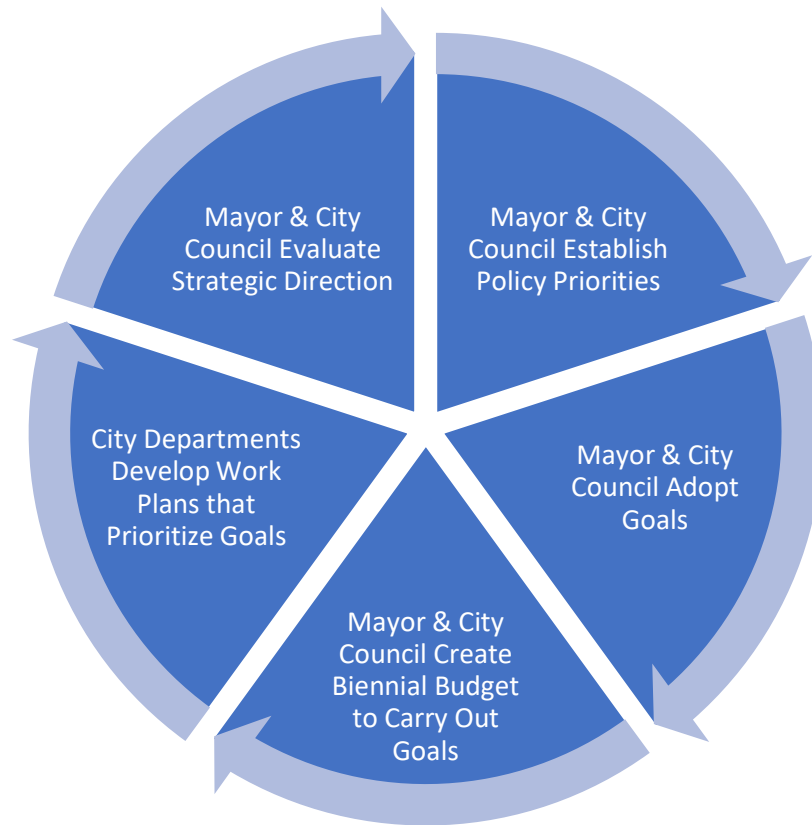 Mayor & City
Council Evaluate
Strategic Direction
Mayor & City
Council Establish
Policy Priorities
Mayor & City
Council Adopt
Goals
Mayor & City
Council Create
Biennial Budget
to Carry Out
Goals
City Departments
Develop Work
Plans that
Prioritize Goals